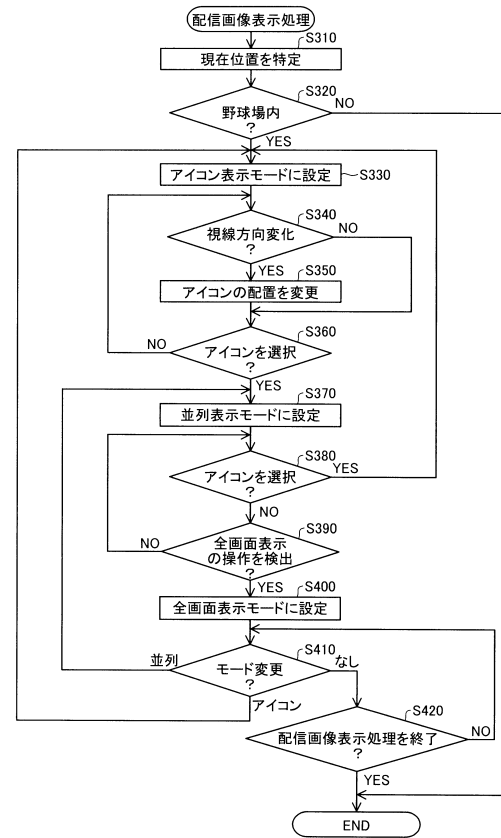 配信画像表示処理
S310
現在位置を特定
S320
野球場内
?
NO
YES
アイコン表示モードに設定
S330
S340
視線方向変化
?
NO
YES
S350
アイコンの配置を変更
S360
アイコンを選択
?
NO
YES
S370
並列表示モードに設定
S380
アイコンを選択
?
YES
NO
S390
全画面表示
の操作を検出
?
NO
YES
S400
全画面表示モードに設定
S410
モード変更
?
並列
なし
アイコン
S420
配信画像表示処理を終了
?
NO
YES
END